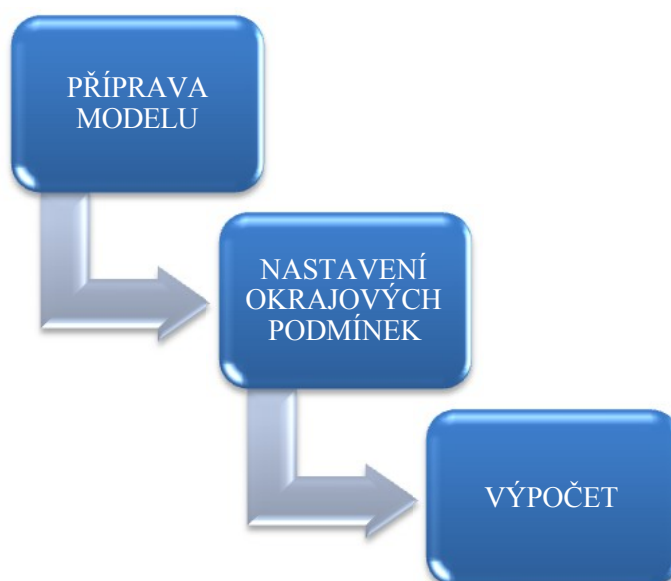 PŘÍPRAVA
MODELU
NASTAVENÍ
OKRAJOVÝCH
PODMÍNEK
VÝPOČET